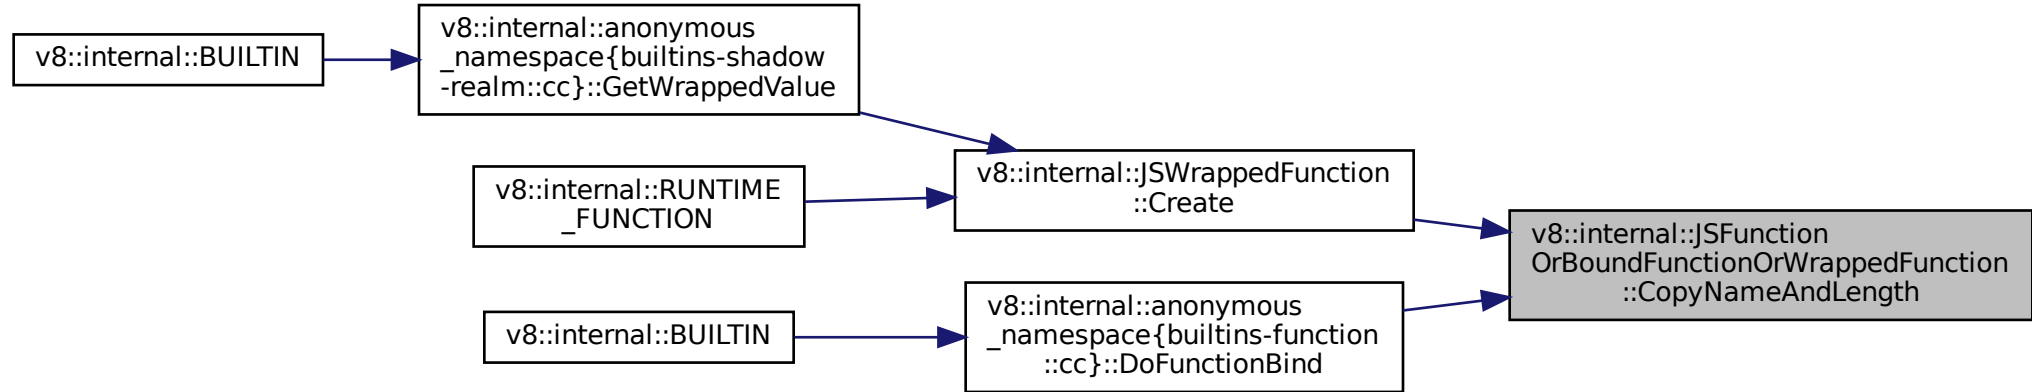 v8::internal::BUILTIN
v8::internal::anonymous
_namespace{builtins-shadow
-realm::cc}::GetWrappedValue
v8::internal::RUNTIME
_FUNCTION
v8::internal::JSWrappedFunction
::Create
v8::internal::BUILTIN
v8::internal::anonymous
_namespace{builtins-function
::cc}::DoFunctionBind
v8::internal::JSFunction
OrBoundFunctionOrWrappedFunction
::CopyNameAndLength